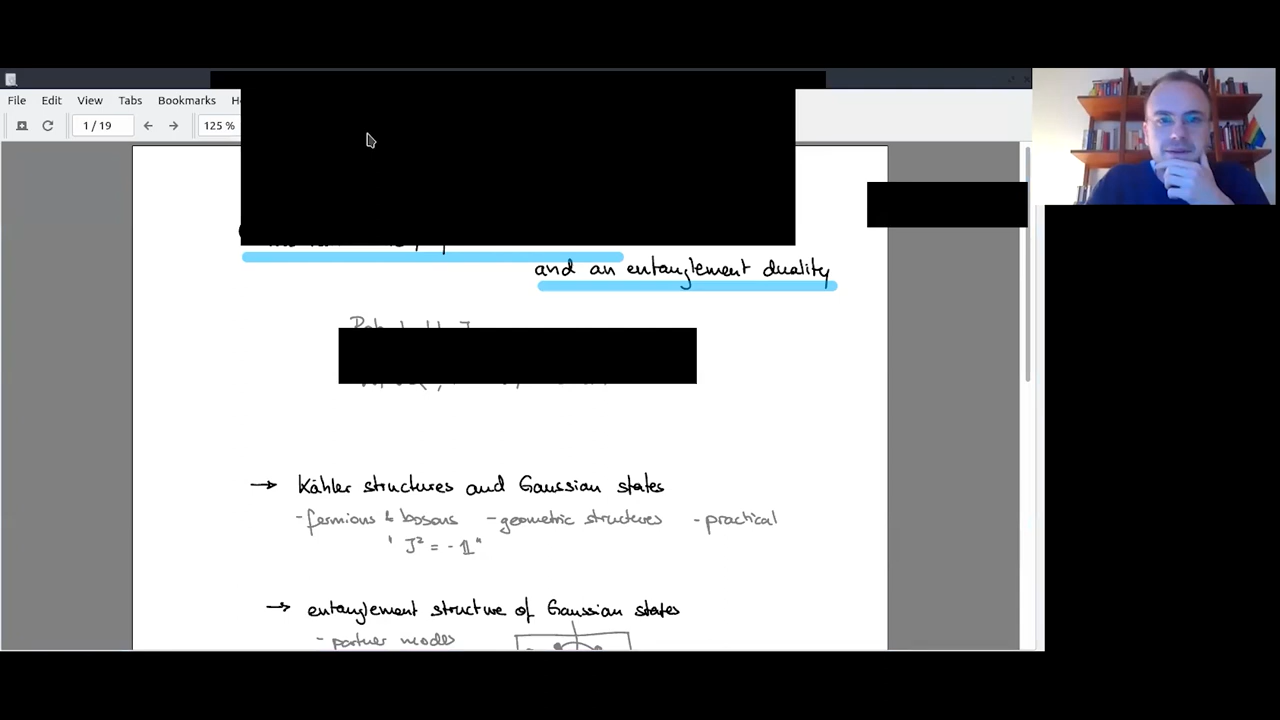 File Edit View Tabs Bookmarks
1 / 19 125 %
and an entanglement duality
→ Kähler structures and Gaussian states
- fermions & bosons - geometric structures - practical
" J² = - 𝟙 "
→ entanglement structure of Gaussian states
- partner modes